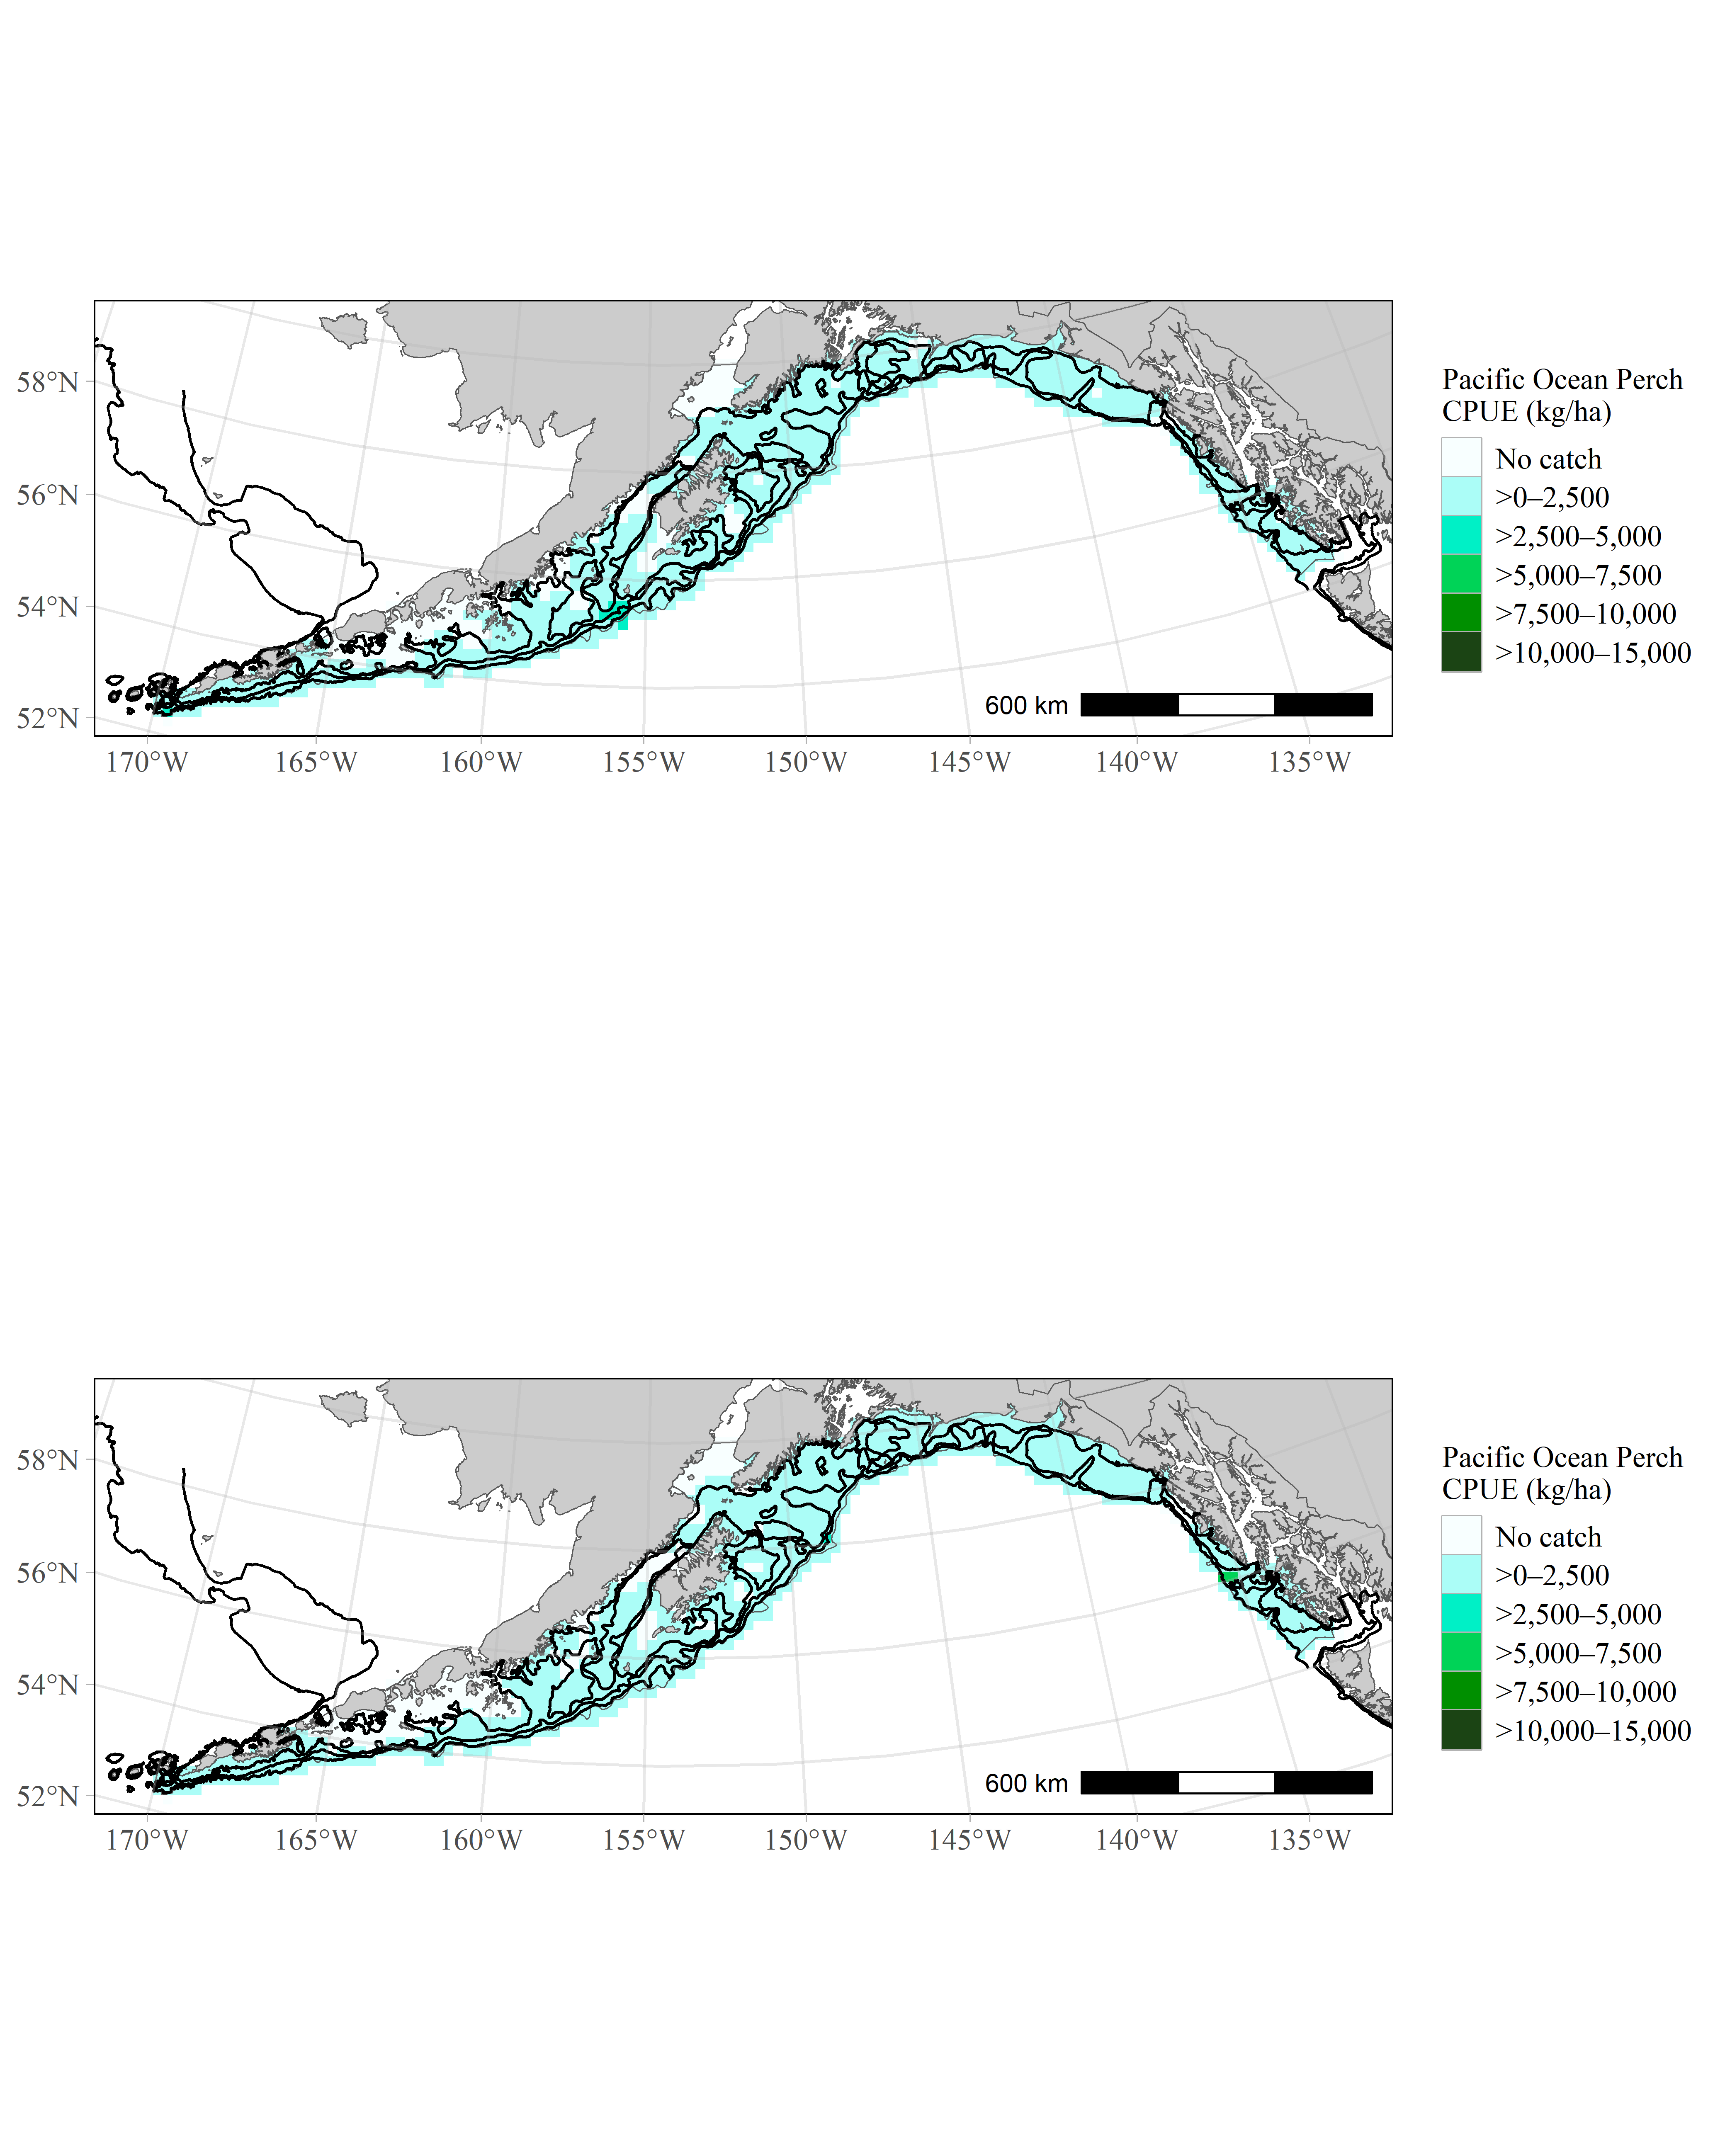 58°N
56°N
54°N
52°N
170°W 165°W 160°W 155°W 150°W 145°W 140°W 135°W
600 km
Pacific Ocean Perch
CPUE (kg/ha)
No catch
>0–2,500
>2,500–5,000
>5,000–7,500
>7,500–10,000
>10,000–15,000
58°N
56°N
54°N
52°N
170°W 165°W 160°W 155°W 150°W 145°W 140°W 135°W
600 km
Pacific Ocean Perch
CPUE (kg/ha)
No catch
>0–2,500
>2,500–5,000
>5,000–7,500
>7,500–10,000
>10,000–15,000